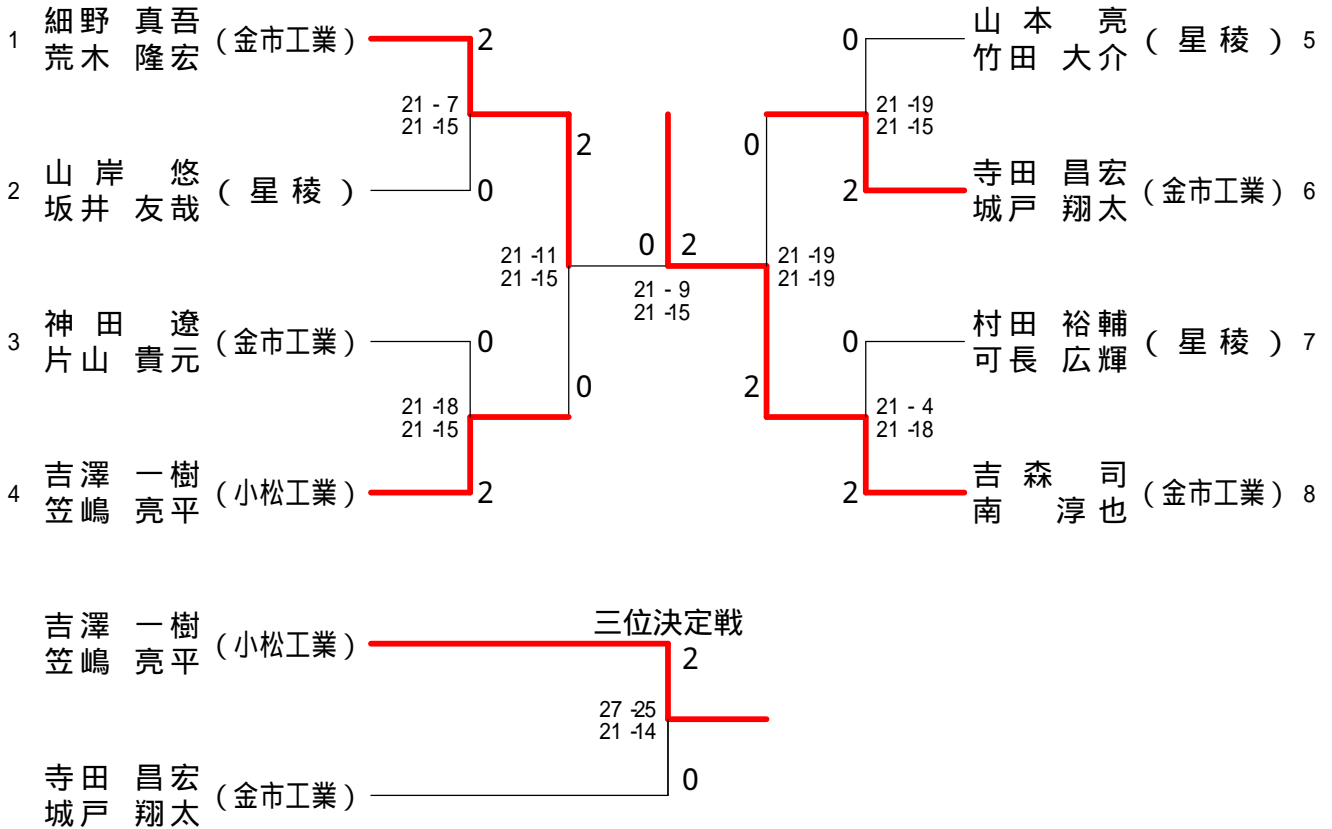 1 細野 真吾 (金市工業) 2
荒木 隆宏
21 - 7
21 -15
2
2 山岸 悠 (星稜) 0
坂井 友哉
21 -11
21 -15
3 神田 遼 (金市工業) 0
片山 貴元
21 -18
21 -15
0
4 吉澤 一樹 (小松工業) 2
笠嶋 亮平
0 2
21 - 9
21 -15
0 山本 亮 (星稜) 5
竹田 大介
21 -19
21 -15
0
2 寺田 昌宏 (金市工業) 6
城戸 翔太
21 -19
21 -19
0 村田 裕輔 (星稜) 7
可長 広輝
21 - 4
21 -18
2
2 吉森 司 (金市工業) 8
南 淳也
三位決定戦
吉澤 一樹 (小松工業) 2
笠嶋 亮平
27 -25
21 -14
寺田 昌宏 (金市工業) 0
城戸 翔太